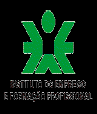 INSTITUTO DO EMPREGO
E FORMAÇÃO PROFISSIONAL